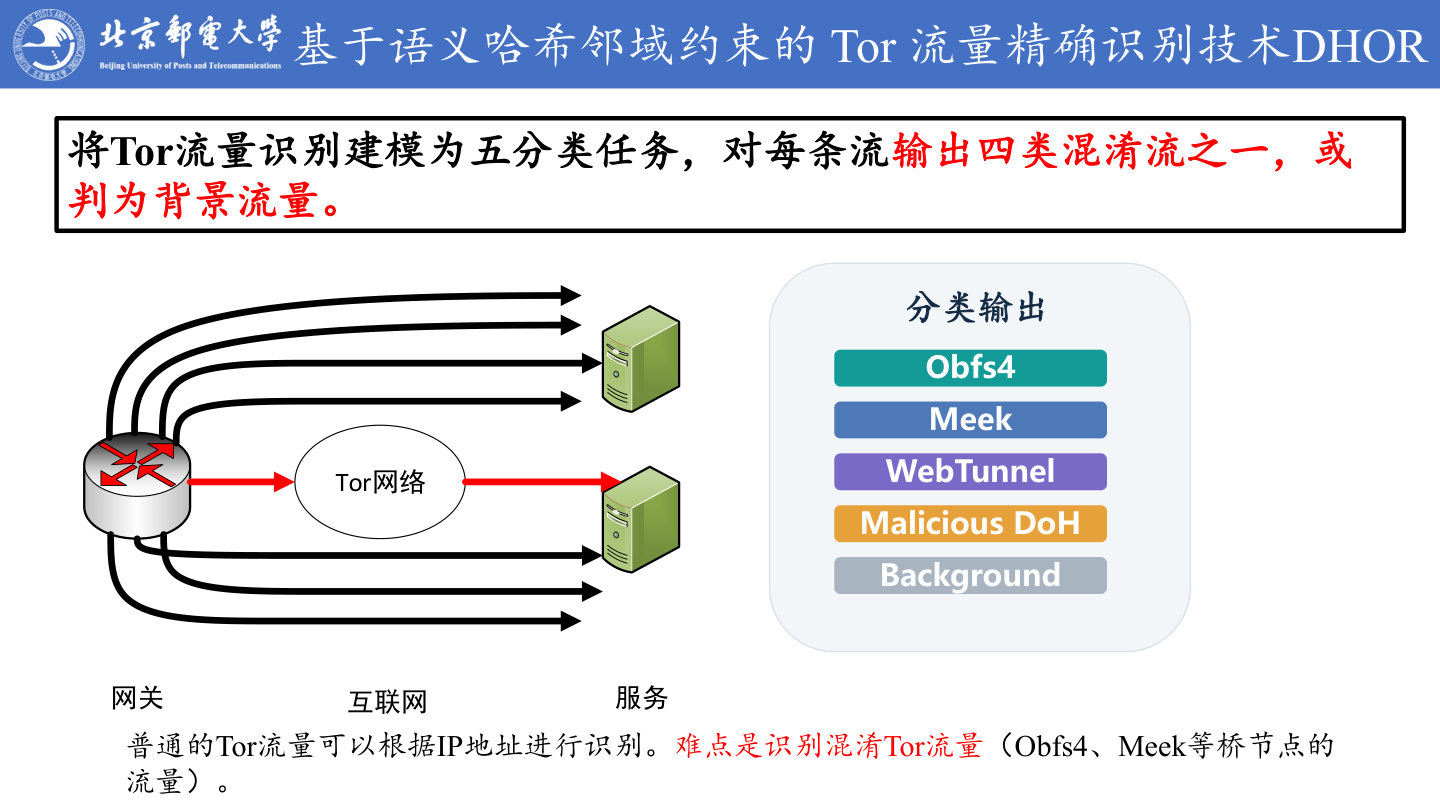 北京邮电大学
Beijing University of Posts and Telecommunications
基于语义哈希邻域约束的 Tor 流量精确识别技术DHOR
将Tor流量识别建模为五分类任务，对每条流输出四类混淆流之一，或
判为背景流量。
分类输出
Obfs4
Meek
WebTunnel
Malicious DoH
Background
Tor网络
网关
互联网
服务
普通的Tor流量可以根据IP地址进行识别。难点是识别混淆Tor流量（Obfs4、Meek等桥节点的
流量）。